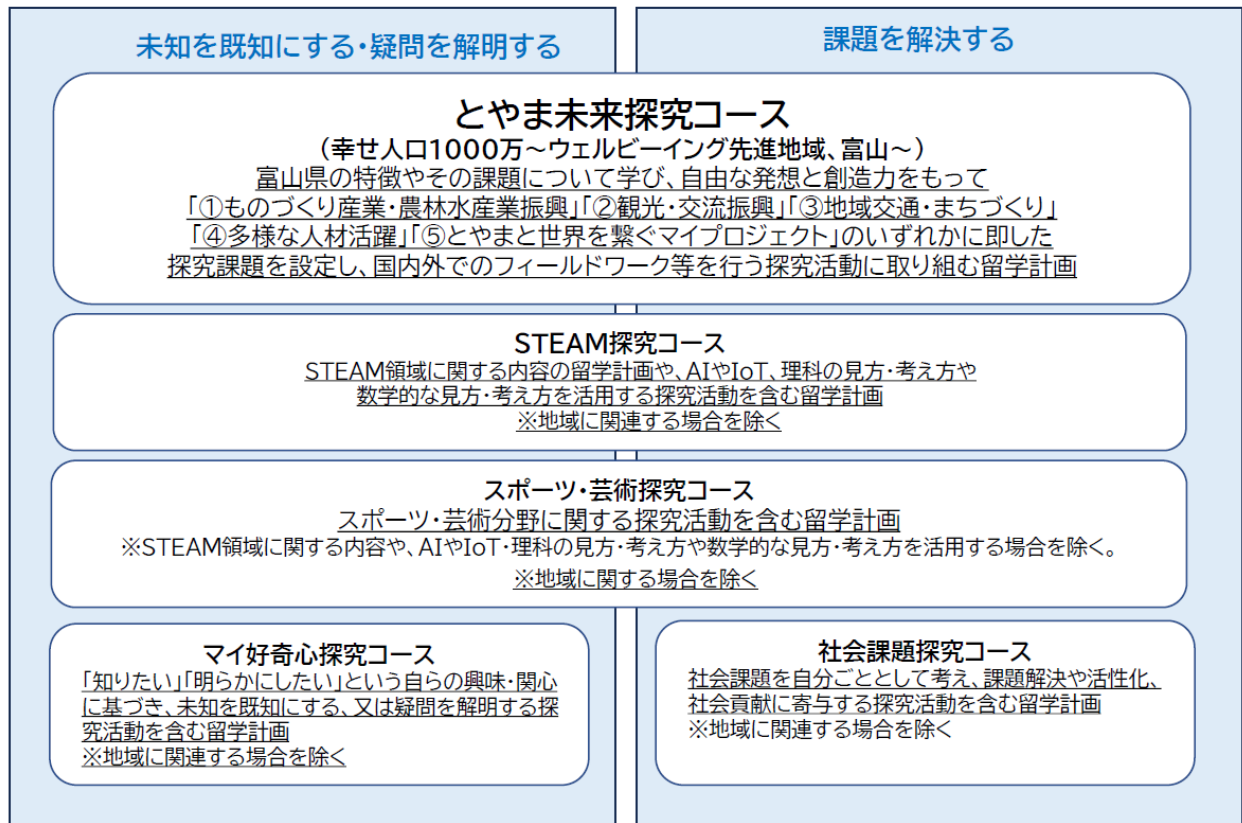 未知を既知にする・疑問を解明する
課題を解決する
とやま未来探究コース
（幸せ人口1000万～ウェルビーイング先進地域、富山～）
富山県の特徴やその課題について学び、自由な発想と創造力をもって
「①ものづくり産業・農林水産業振興」「②観光・交流振興」「③地域交通・まちづくり」
「④多様な人材活躍」「⑤とやまと世界を繋ぐマイプロジェクト」のいずれかに即した
探究課題を設定し、国内外でのフィールドワーク等を行う探究活動に取り組む留学計画
STEAM探究コース
STEAM領域に関する内容の留学計画や、AIやIoT、理科の見方・考え方や
数学的な見方・考え方を活用する探究活動を含む留学計画
※地域に関連する場合を除く
スポーツ・芸術探究コース
スポーツ・芸術分野に関する探究活動を含む留学計画
※STEAM領域に関する内容や、AIやIoT・理科の見方・考え方や数学的な見方・考え方を活用する場合を除く。
※地域に関する場合を除く
マイ好奇心探究コース
「知りたい」「明らかにしたい」という自らの興味・関心
に基づき、未知を既知にする、又は疑問を解明する探
究活動を含む留学計画
※地域に関連する場合を除く
社会課題探究コース
社会課題を自分ごととして考え、課題解決や活性化、
社会貢献に寄与する探究活動を含む留学計画
※地域に関連する場合を除く